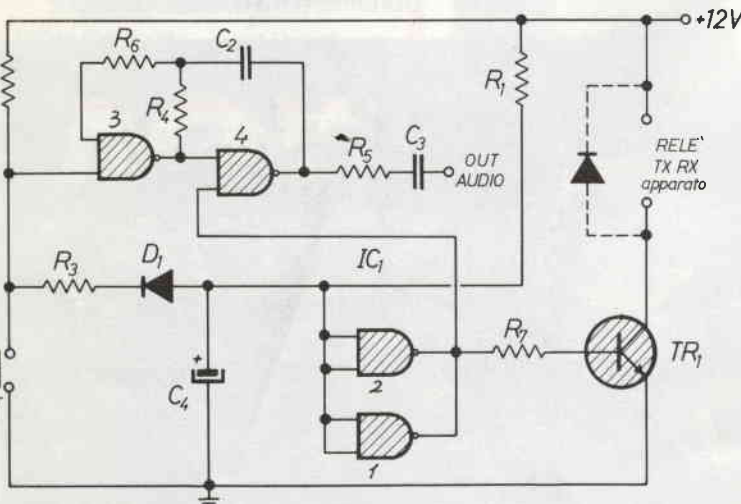 +12V
R6
C2
R4
R1
3
4
R5
C3
OUT
AUDIO
RELE'
TX RX
apparato
R3
D1
IC1
C4
+
2
1
R7
TR1